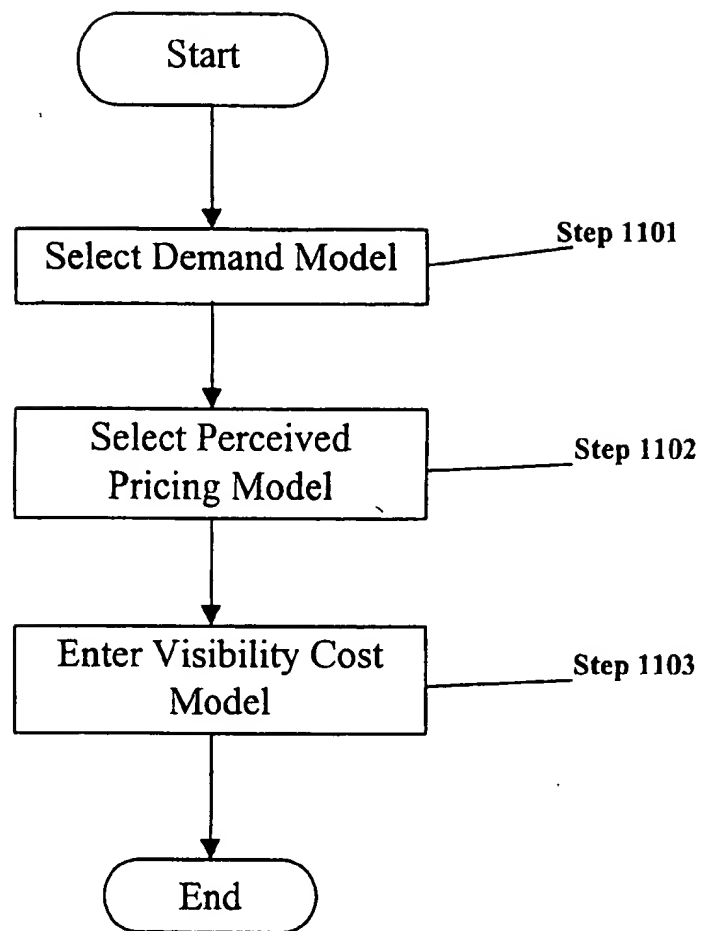 Start
Select Demand Model
Step 1101
Select Perceived
Pricing Model
Step 1102
Enter Visibility Cost
Model
Step 1103
End